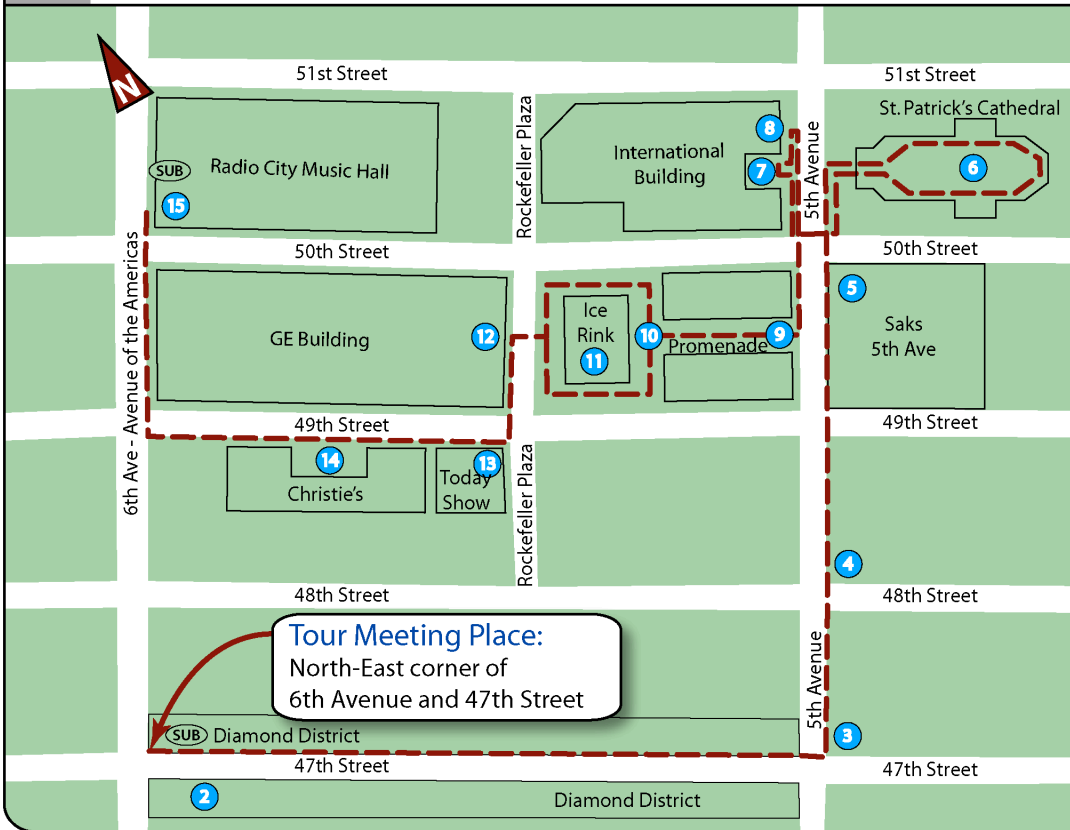 N
51st Street
51st Street
St. Patrick's Cathedral
Rockefeller Plaza
5th Avenue
8
International
Building
7
6
SUB
Radio City Music Hall
15
6th Ave - Avenue of the Americas
50th Street
50th Street
5
Saks
5th Ave
GE Building
12
Ice
Rink
11
10
9
Promenade
49th Street
49th Street
14
Christie's
13
Today
Show
Rockefeller Plaza
4
48th Street
48th Street
Tour Meeting Place:
North-East corner of
6th Avenue and 47th Street
5th Avenue
SUB
Diamond District
3
47th Street
47th Street
2
Diamond District